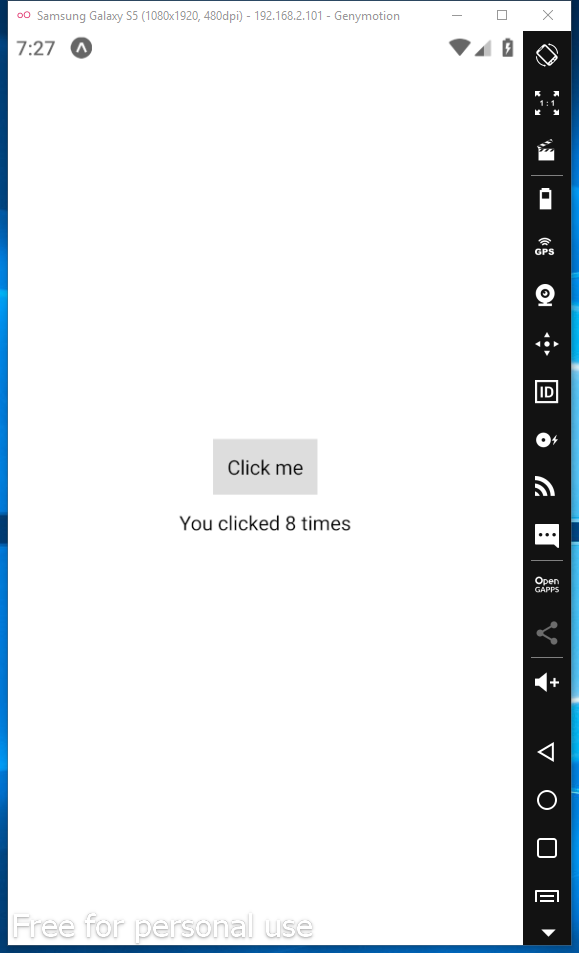 Samsung Galaxy S5 (1080x1920, 480dpi) - 192.168.2.101 - Genymotion
7:27
1 : 1
GPS
ID
Click me
You clicked 8 times
Open
GAPPS
Free for personal use